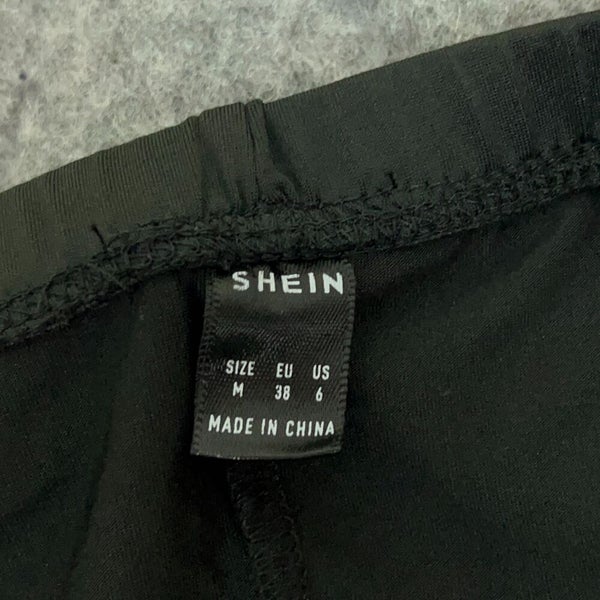 SHEIN
SIZE EU US
M 38 6
MADE IN CHINA